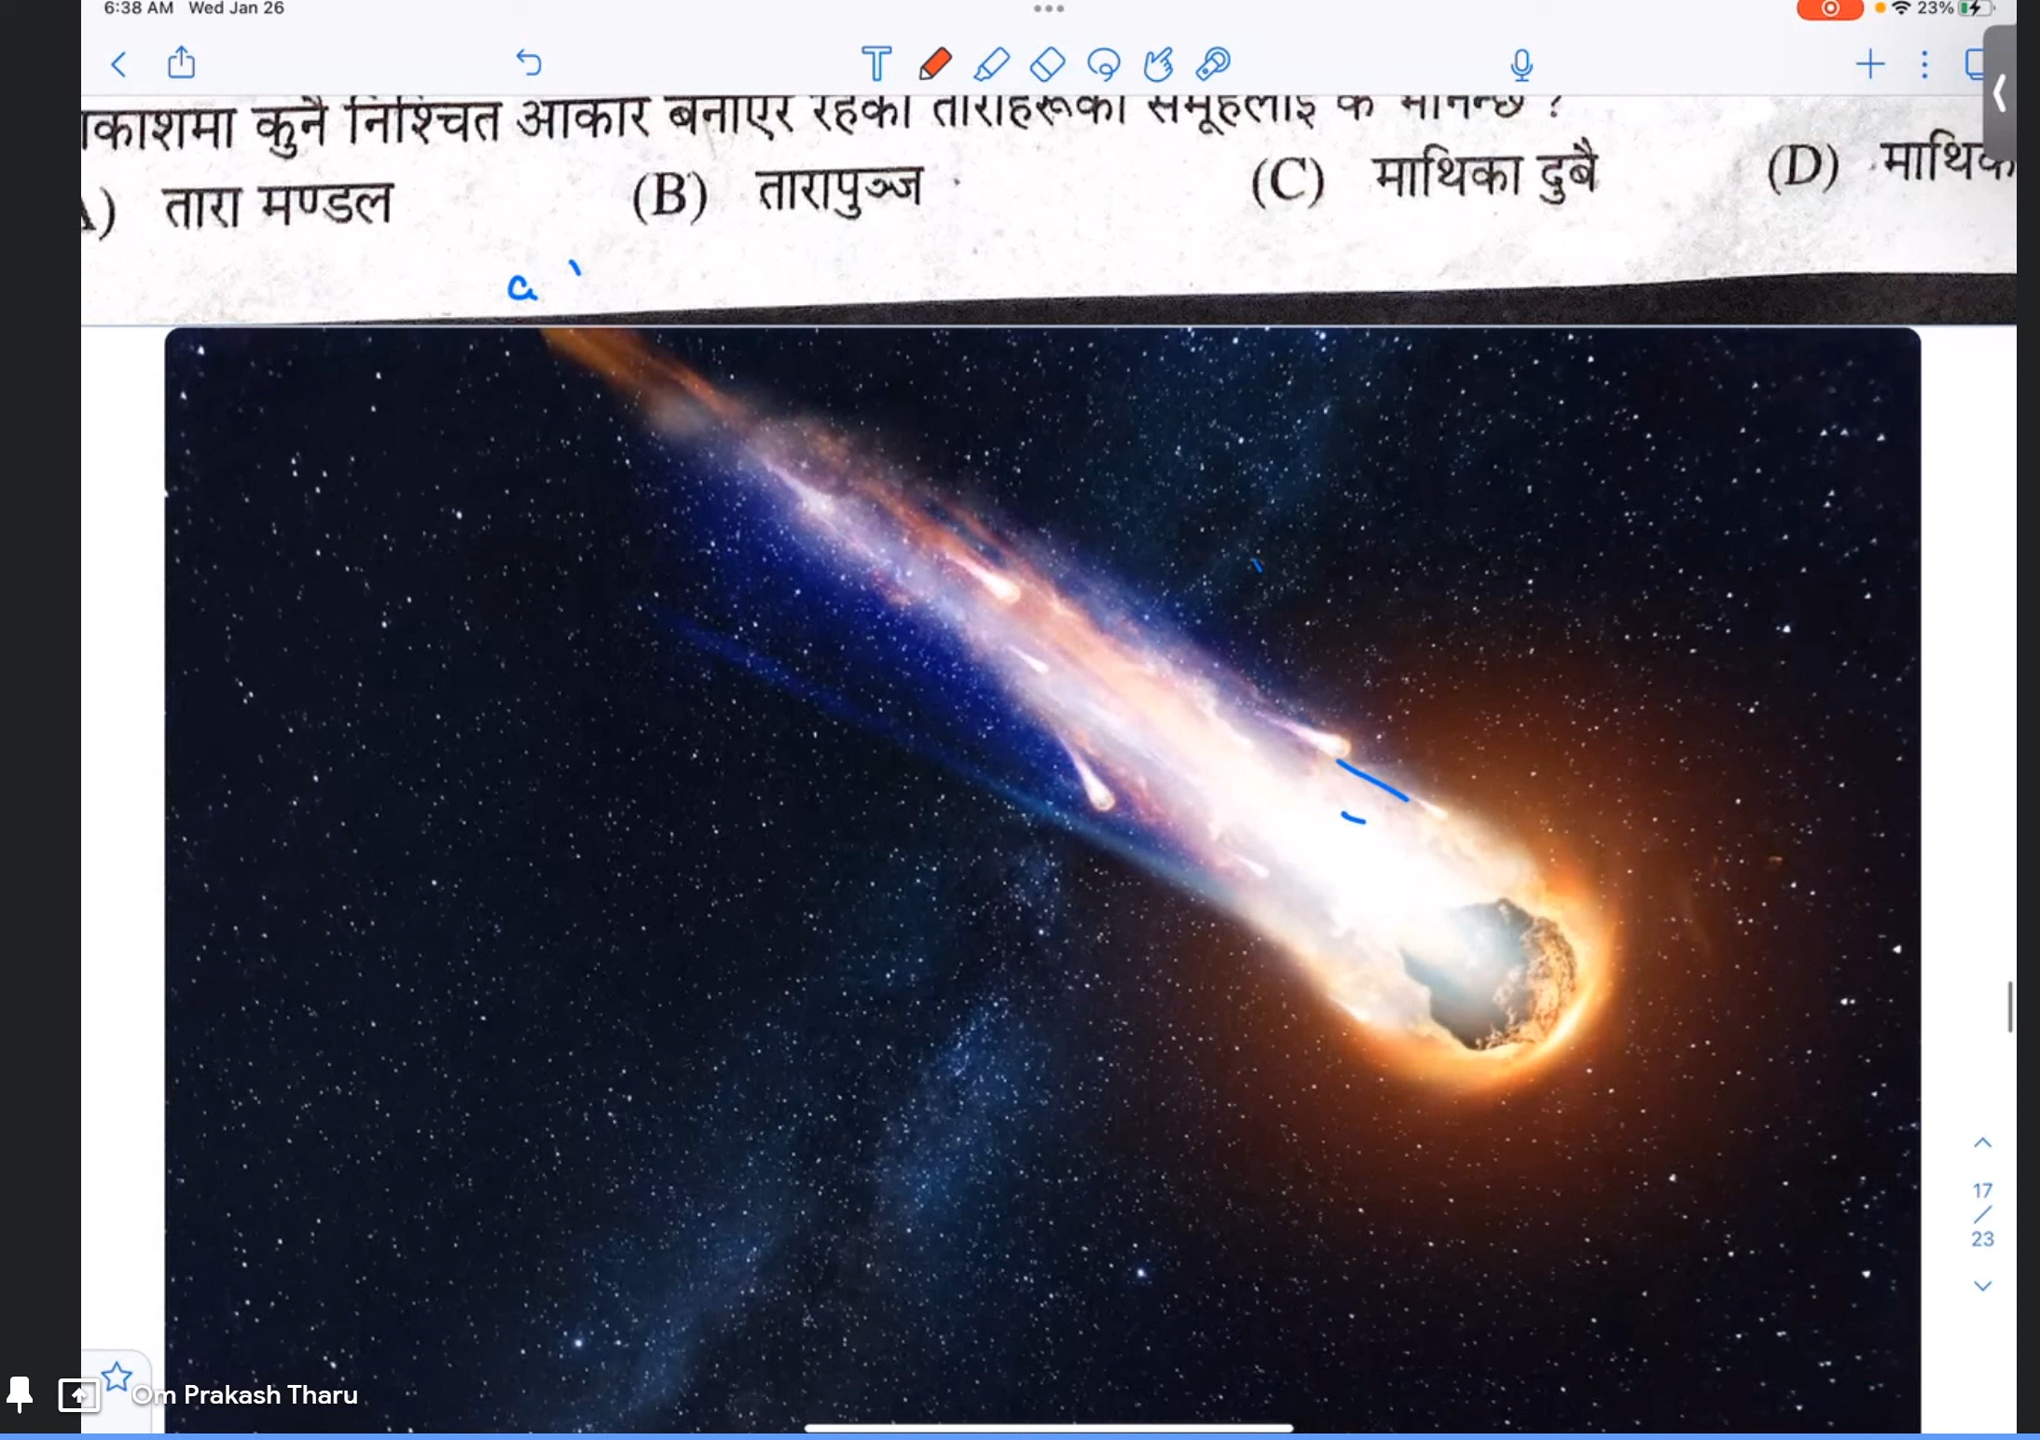 6:38 AM Wed Jan 26
23%
कुनै निश्चित आकार बनाएर रहेका ताराहरूको समूहलाई के भनिन्छ ?
) तारा मण्डल (B) तारापुञ्ज (C) माथिका दुबै (D)
a
17
/
23
Om Prakash Tharu